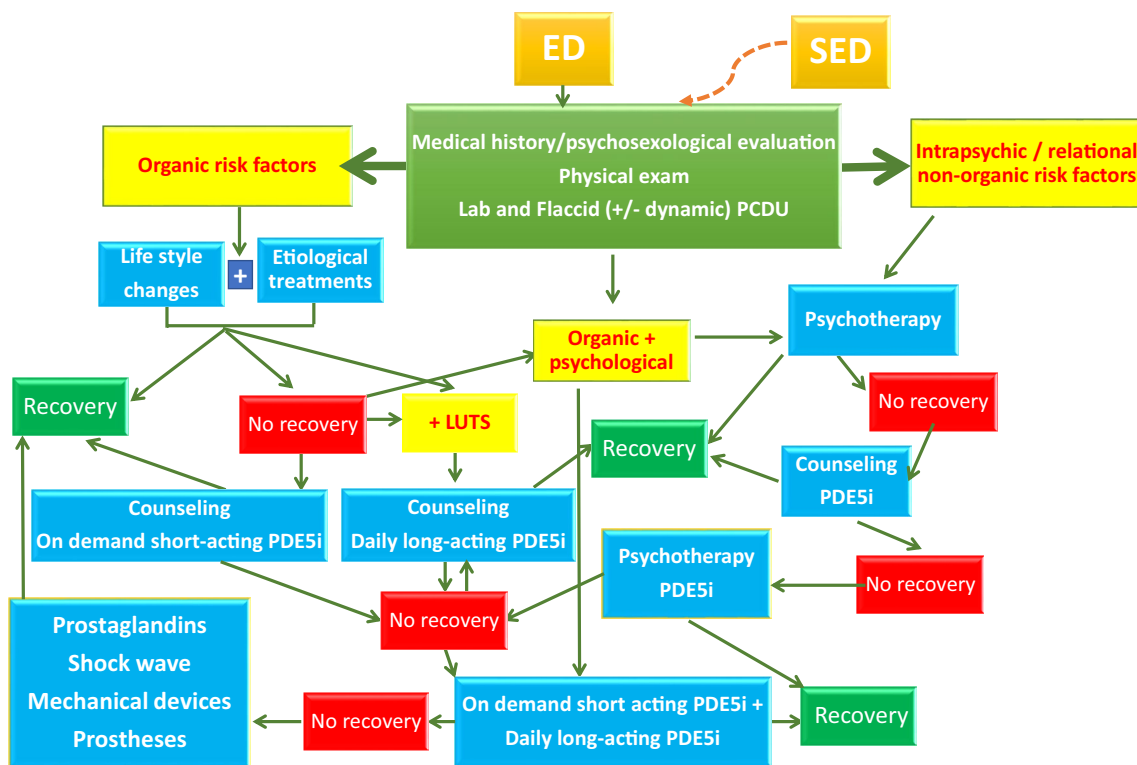 ED
SED
Medical history/psychosexological evaluation
Physical exam
Lab and Flaccid (+/- dynamic) PCDU
Organic risk factors
Intrapsychic / relational
non-organic risk factors
Life style
changes
+
Etiological
treatments
Organic +
psychological
Psychotherapy
Recovery
No recovery
+ LUTS
No recovery
Recovery
Counseling
PDE5i
Counseling
On demand short-acting PDE5i
Counseling
Daily long-acting PDE5i
Psychotherapy
PDE5i
No recovery
No recovery
Prostaglandins
Shock wave
Mechanical devices
Prostheses
No recovery
On demand short acting PDE5i +
Daily long-acting PDE5i
Recovery